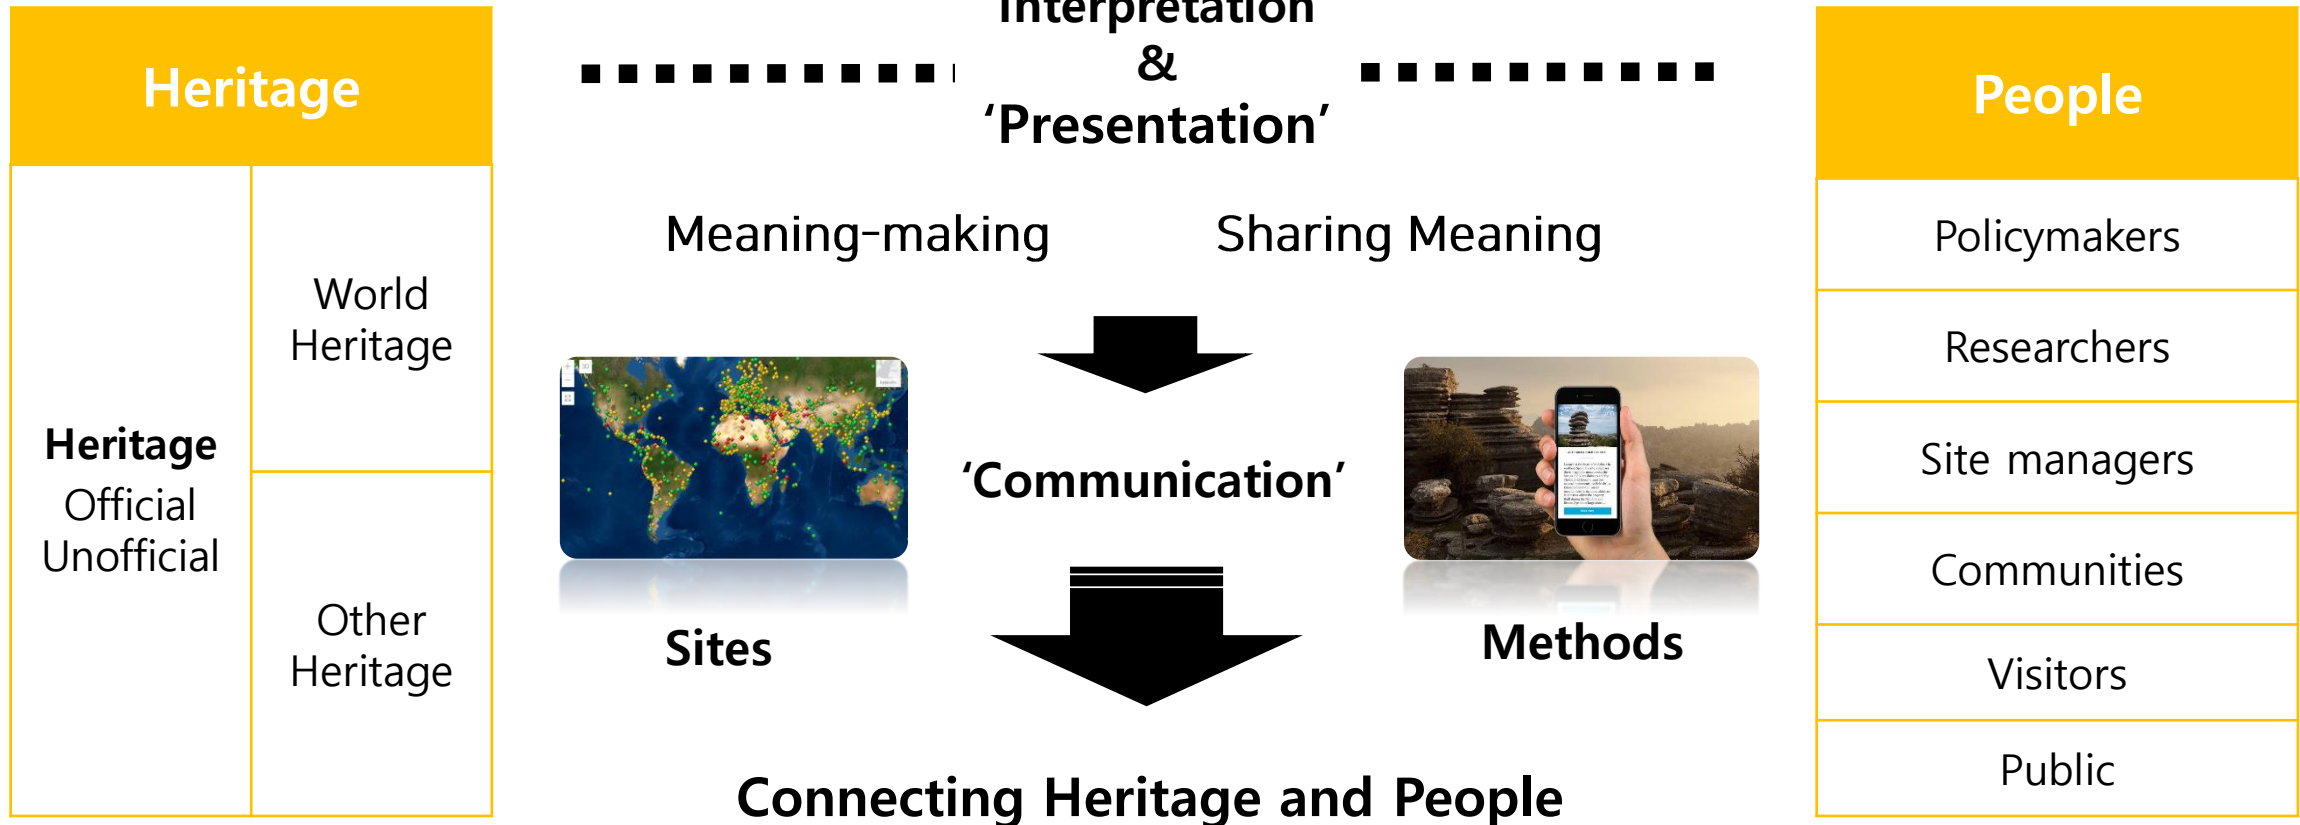 Heritage
Heritage
Official
Unofficial
World
Heritage
Other
Heritage
Interpretation
&
‘Presentation’
Meaning-making
Sharing Meaning
‘Communication’
Sites
Methods
Connecting Heritage and People
People
Policymakers
Researchers
Site managers
Communities
Visitors
Public